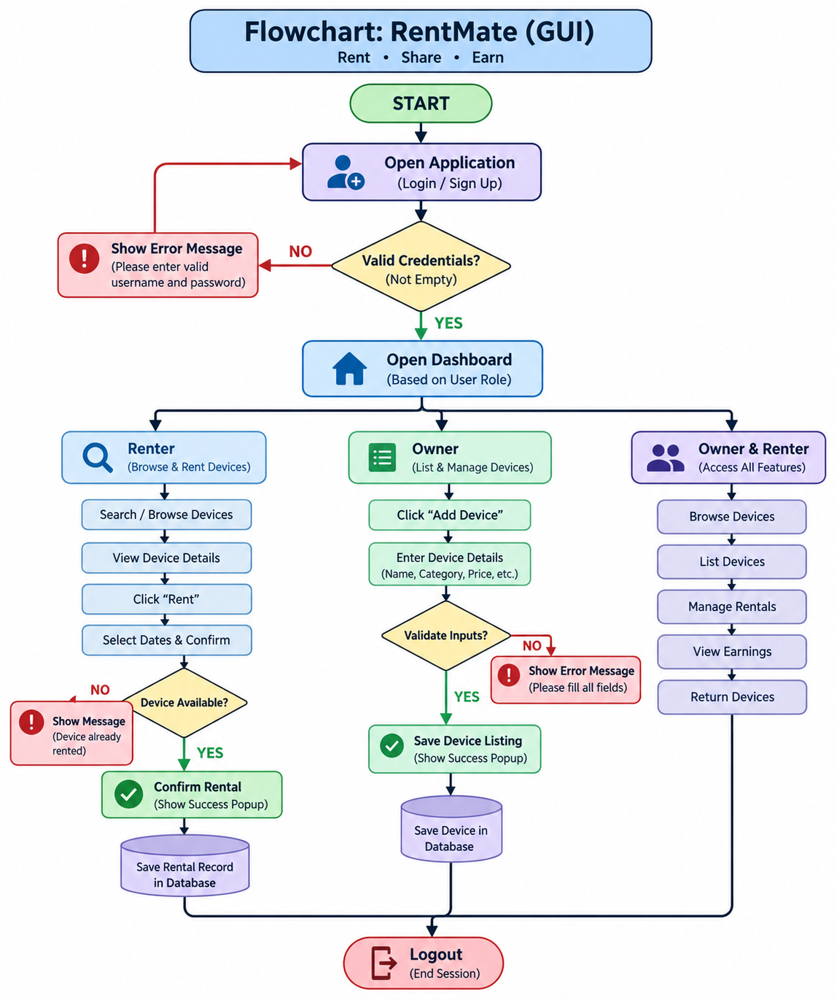 Flowchart: RentMate (GUI)
Rent • Share • Earn
START
Open Application
(Login / Sign Up)
Show Error Message
(Please enter valid
username and password)
NO
Valid Credentials?
(Not Empty)
YES
Open Dashboard
(Based on User Role)
Renter
(Browse & Rent Devices)
Search / Browse Devices
View Device Details
Click “Rent”
Select Dates & Confirm
Device Available?
NO
Show Message
(Device already
rented)
YES
Confirm Rental
(Show Success Popup)
Save Rental Record
in Database
Owner
(List & Manage Devices)
Click “Add Device”
Enter Device Details
(Name, Category, Price, etc.)
Validate Inputs?
NO
Show Error Message
(Please fill all fields)
YES
Save Device Listing
(Show Success Popup)
Save Device in
Database
Owner & Renter
(Access All Features)
Browse Devices
List Devices
Manage Rentals
View Earnings
Return Devices
Logout
(End Session)